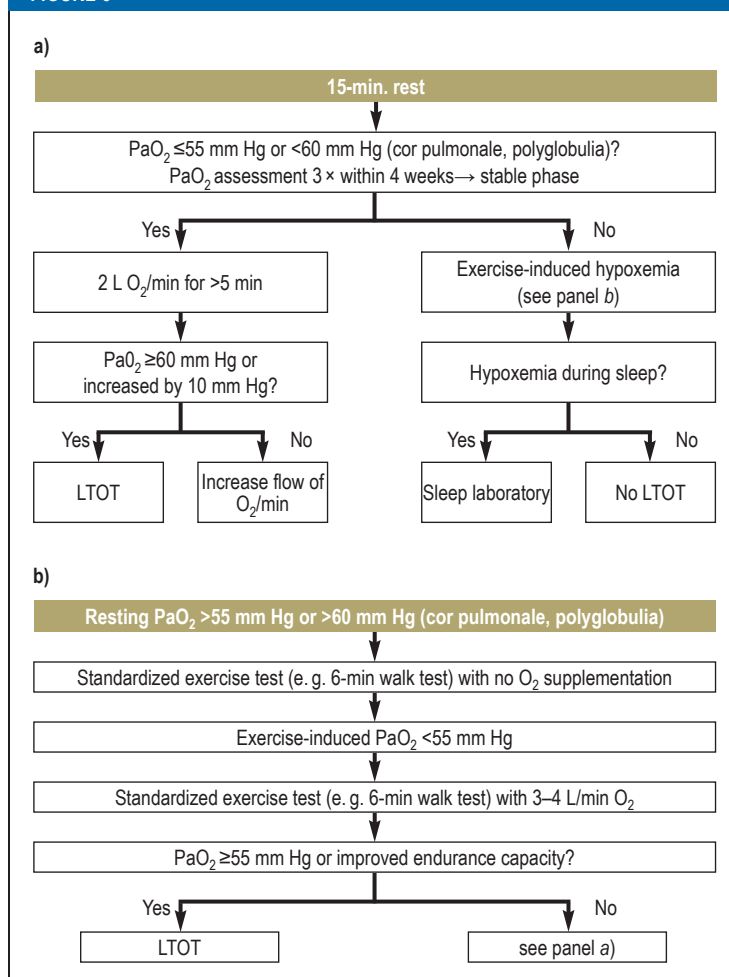 a)
15-min. rest
PaO₂ ≤55 mm Hg or <60 mm Hg (cor pulmonale, polyglobulia)?
PaO₂ assessment 3 × within 4 weeks→ stable phase
Yes
No
2 L O₂/min for >5 min
Exercise-induced hypoxemia
(see panel b)
Pa0₂ ≥60 mm Hg or
increased by 10 mm Hg?
Hypoxemia during sleep?
Yes
No
Yes
No
LTOT
Increase flow of
O₂/min
Sleep laboratory
No LTOT
b)
Resting PaO₂ >55 mm Hg or >60 mm Hg (cor pulmonale, polyglobulia)
Standardized exercise test (e. g. 6-min walk test) with no O₂ supplementation
Exercise-induced PaO₂ <55 mm Hg
Standardized exercise test (e. g. 6-min walk test) with 3–4 L/min O₂
PaO₂ ≥55 mm Hg or improved endurance capacity?
Yes
No
LTOT
see panel a)